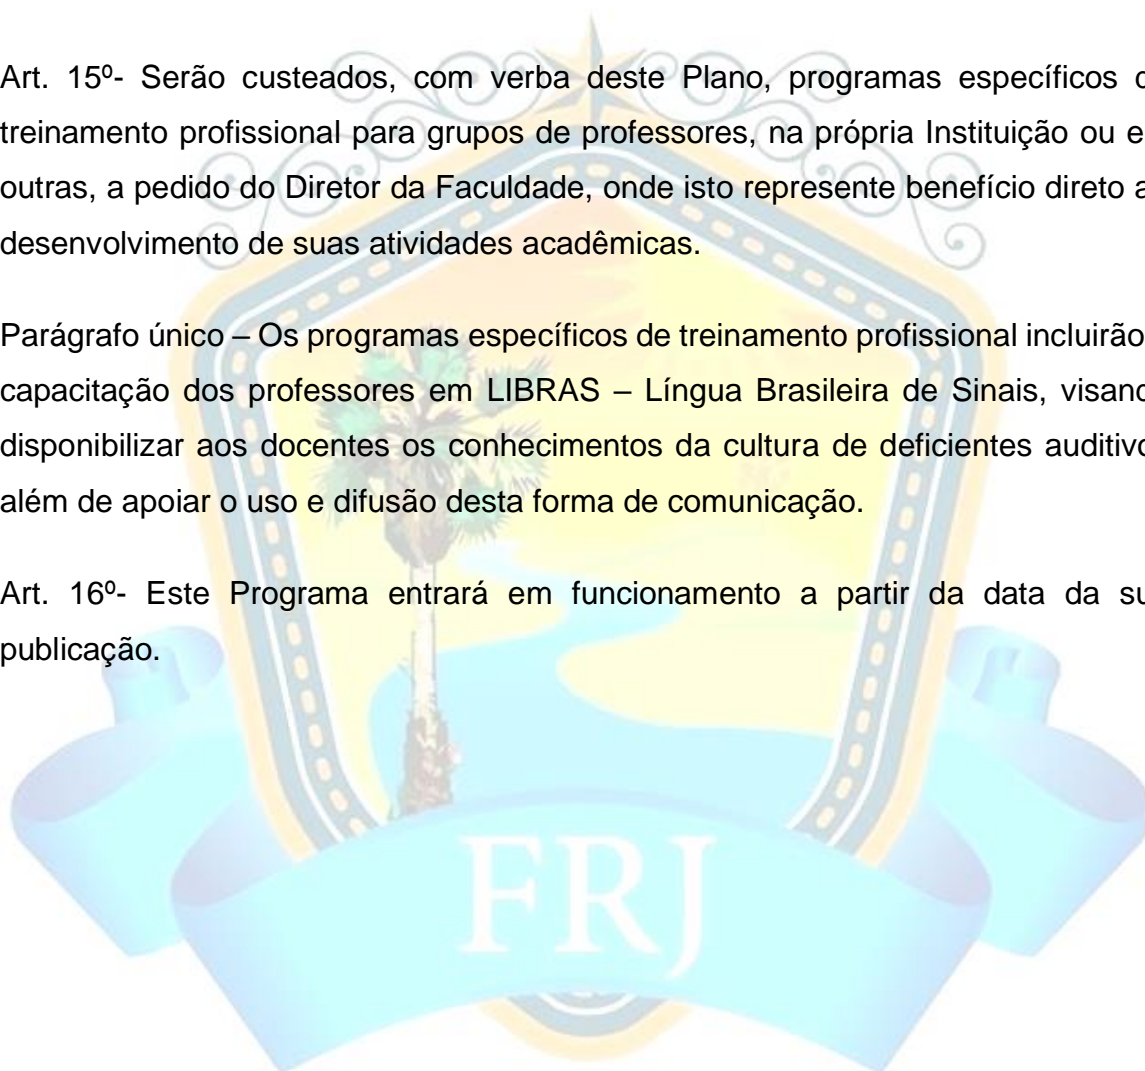 Art. 15º- Serão custeados, com verba deste Plano, programas específicos
treinamento profissional para grupos de professores, na própria Instituição ou
outras, a pedido do Diretor da Faculdade, onde isto represente benefício direto
desenvolvimento de suas atividades acadêmicas.
Parágrafo único – Os programas específicos de treinamento profissional incluirão
capacitação dos professores em LIBRAS – Língua Brasileira de Sinais,
disponibilizar aos docentes os conhecimentos da cultura de deficientes
além de apoiar o uso e difusão desta forma de comunicação.
Art. 16º- Este Programa entrará em funcionamento a partir da data da
publicação.
FRJ